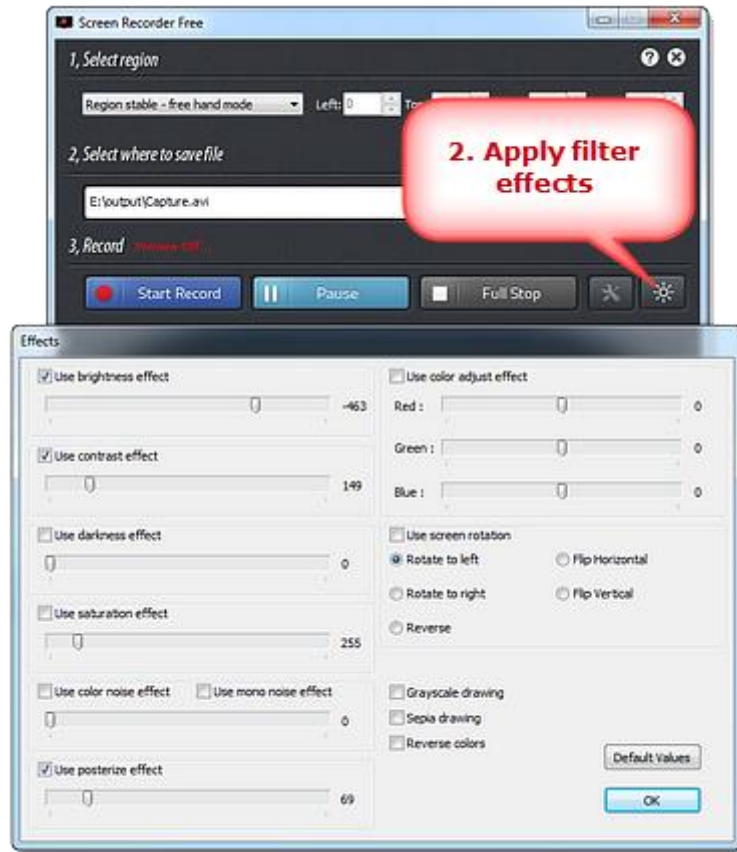 Screen Recorder Free
1, Select region
Region stable - free hand mode Left: 0
2, Select where to save file
E:\output\Capture.avi
2. Apply filter
effects
3, Record
Start Record Pause Full Stop
Effects
Use brightness effect
-463
Use contrast effect
149
Use darkness effect
0
Use saturation effect
255
Use color noise effect Use mono noise effect
0
Use posterize effect
69
Use color adjust effect
Red : 0
Green : 0
Blue : 0
Use screen rotation
Rotate to left Flip Horizontal
Rotate to right Flip Vertical
Reverse
Grayscale drawing
Sepia drawing
Reverse colors
Default Values
OK